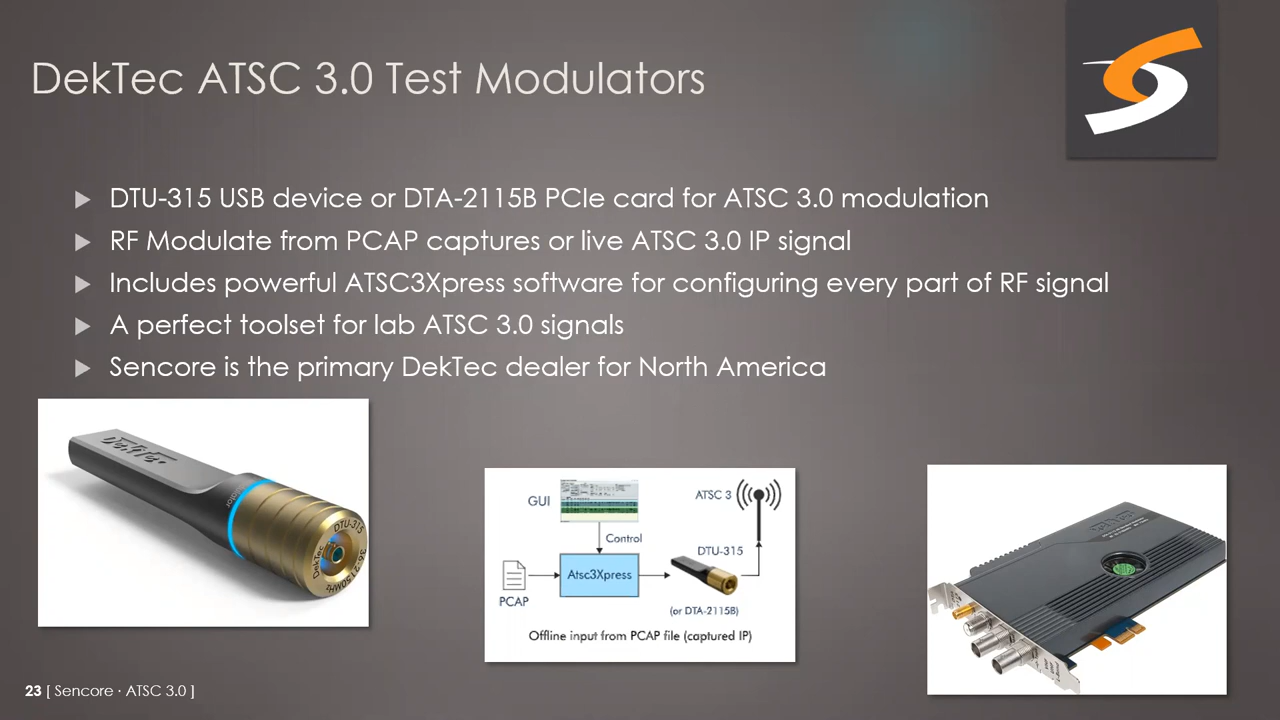 DekTec ATSC 3.0 Test Modulators
DTU-315 USB device or DTA-2115B PCIe card for ATSC 3.0 modulation
RF Modulate from PCAP captures or live ATSC 3.0 IP signal
Includes powerful ATSC3Xpress software for configuring every part of RF signal
A perfect toolset for lab ATSC 3.0 signals
Sencore is the primary DekTec dealer for North America
DekTec
DTU-315
DekTec
GUI
ATSC 3
Control
DTU-315
Atsc3Xpress
PCAP
(or DTA-2115B)
Offline input from PCAP file (captured IP)
DekTec
23 [ Sencore · ATSC 3.0 ]